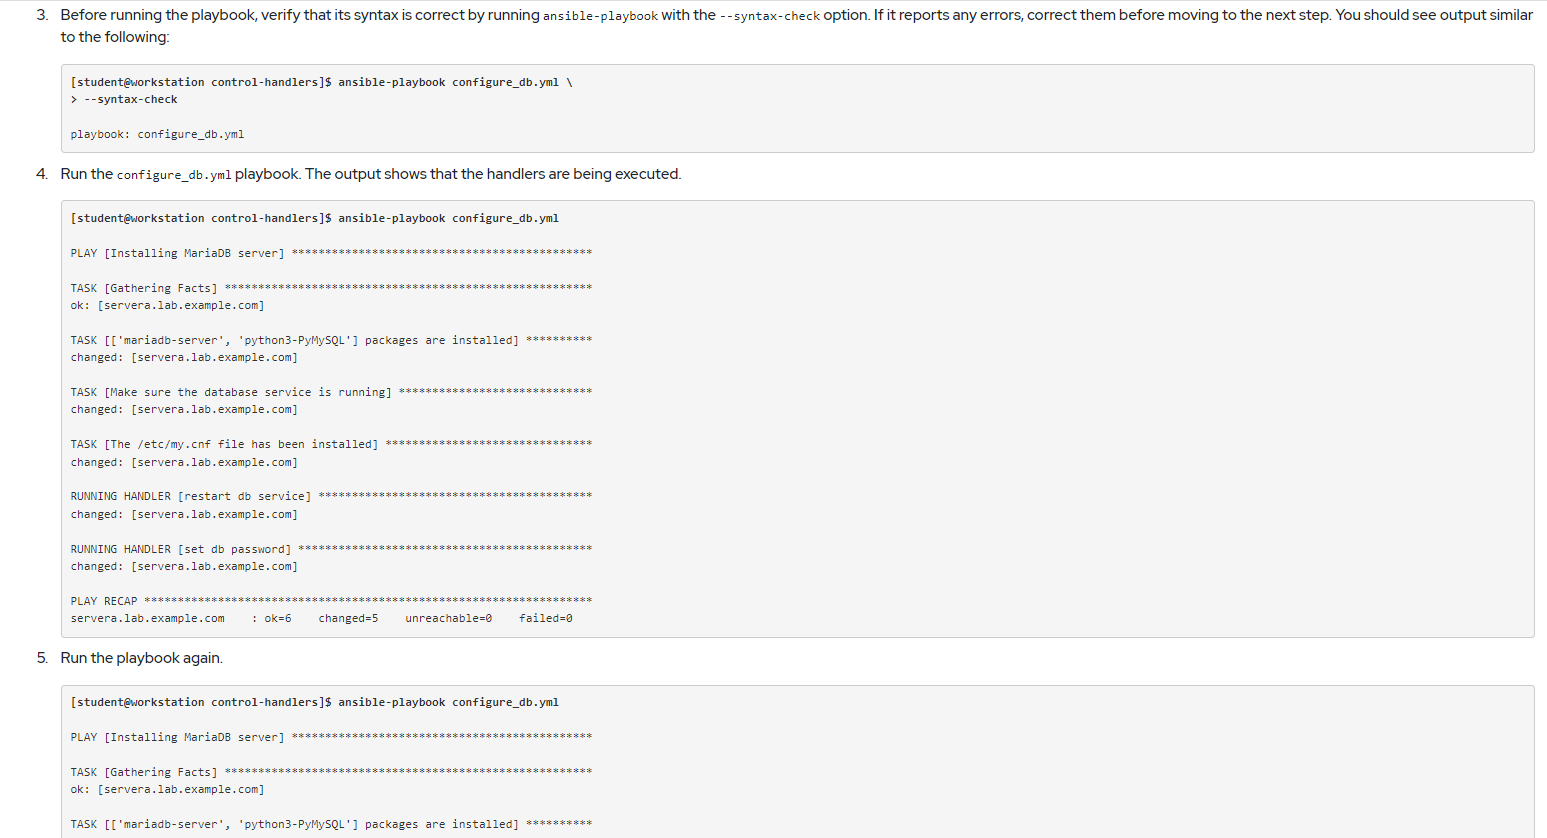 3. Before running the playbook, verify that its syntax is correct by running ansible-playbook with the --syntax-check option. If it reports any errors, correct them before moving to the next step. You should see output similar
to the following:
[student@workstation control-handlers]$ ansible-playbook configure_db.yml \
> --syntax-check
playbook: configure_db.yml
4. Run the configure_db.yml playbook. The output shows that the handlers are being executed.
[student@workstation control-handlers]$ ansible-playbook configure_db.yml
PLAY [Installing MariaDB server] *********************************************
TASK [Gathering Facts] *******************************************************
ok: [servera.lab.example.com]
TASK [['mariadb-server', 'python3-PyMySQL'] packages are installed] **********
changed: [servera.lab.example.com]
TASK [Make sure the database service is running] *****************************
changed: [servera.lab.example.com]
TASK [The /etc/my.cnf file has been installed] *******************************
changed: [servera.lab.example.com]
RUNNING HANDLER [restart db service] *****************************************
changed: [servera.lab.example.com]
RUNNING HANDLER [set db password] ********************************************
changed: [servera.lab.example.com]
PLAY RECAP *******************************************************************
servera.lab.example.com    : ok=6    changed=5    unreachable=0    failed=0
5. Run the playbook again.
[student@workstation control-handlers]$ ansible-playbook configure_db.yml
PLAY [Installing MariaDB server] *********************************************
TASK [Gathering Facts] *******************************************************
ok: [servera.lab.example.com]
TASK [['mariadb-server', 'python3-PyMySQL'] packages are installed] **********